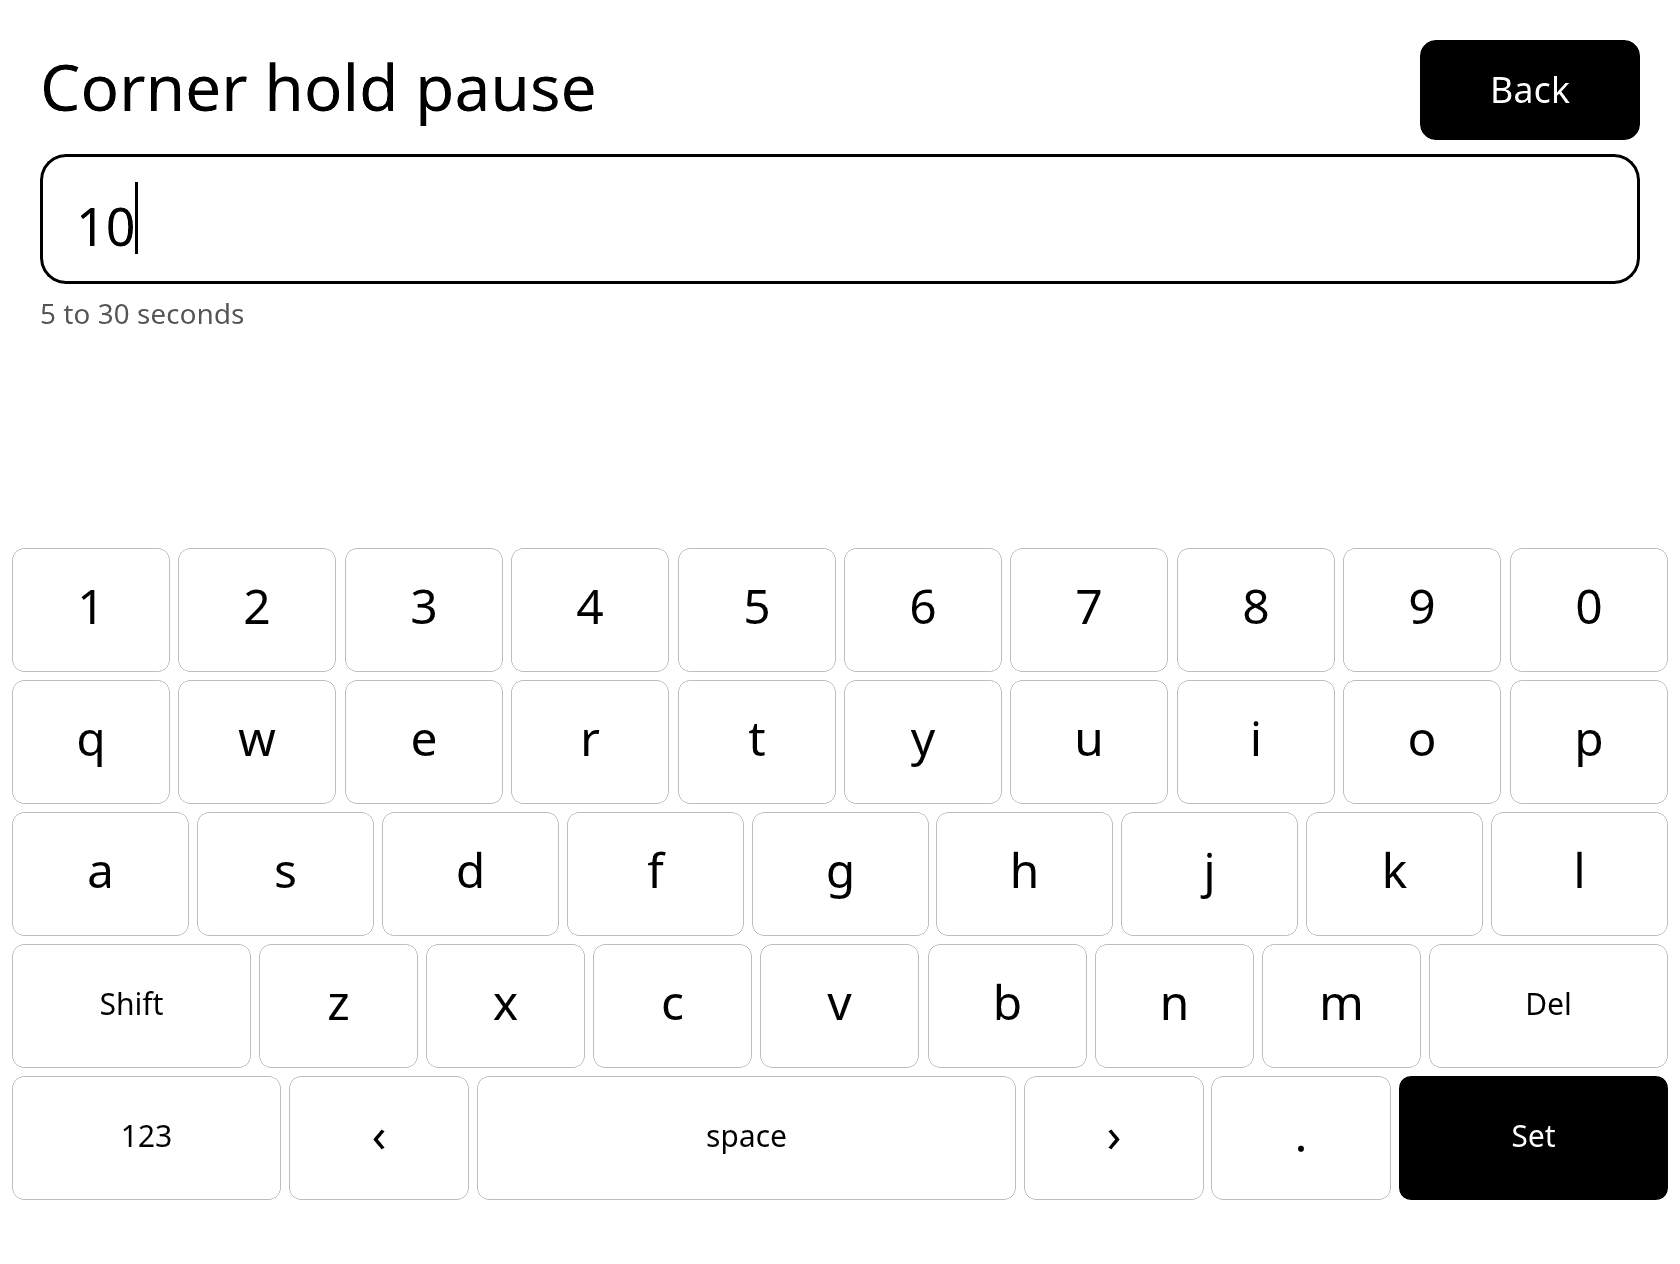 Corner hold pause
Back
10
5 to 30 seconds
1 2 3 4 5 6 7 8 9 0
q w e r t y u i o p
a s d f g h j k l
Shift z x c v b n m Del
123 ‹ space › . Set